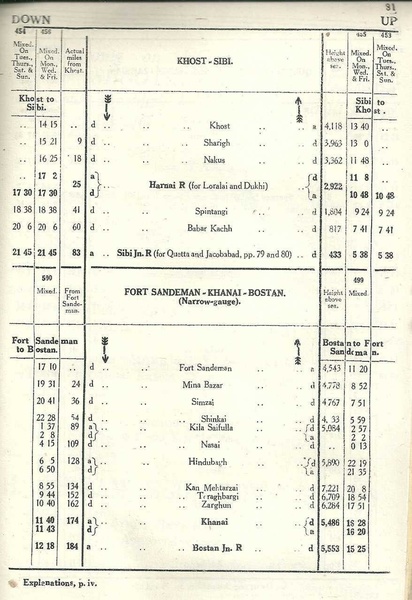 81
DOWN UP
454 456 455 453
Mixed. On Tues., Thurs., Sat. & Sun. Mixed. On Mon., Wed. & Fri. Actual miles from Khost. KHOST - SIBI. Height above sea. Mixed. On Mon., Wed. & Fri. Mixed. On Tues., Thurs., Sat. & Sun.
Khost to Sibi. Sibi to Khost.
.. 14 15 .. d .. .. Khost .. .. a 4,118 13 40 ..
.. 15 21 9 d .. .. Sharigh .. .. d 3,963 13 0 ..
.. 16 25 18 d .. .. Nakus .. .. d 3,362 11 48 ..
.. 17 2 25 a Harnai R (for Loralai and Dukhi) d 2,922 11 8 ..
17 30 17 30 d a 10 48 10 48
18 38 18 38 41 d .. .. Spintangi .. .. d 1,804 9 24 9 24
20 6 20 6 60 d .. .. Babar Kachh .. .. d 817 7 41 7 41
21 45 21 45 83 a .. Sibi Jn. R (for Quetta and Jacobabad, pp. 79 and 80) .. d 433 5 38 5 38
500 499
Mixed. From Fort Sandeman. FORT SANDEMAN - KHANAI - BOSTAN. (Narrow-gauge). Height above sea. Mixed.
Fort Sandeman to Bostan. Bostan to Fort Sandeman.
17 10 .. d .. .. Fort Sandeman .. .. a 4,543 11 20
19 31 24 d .. .. Mina Bazar .. .. d 4,778 8 52
20 41 36 d .. .. Simzai .. .. d 4,767 7 51
22 28 54 d .. .. Shinkai .. .. d 5 59
1 37 89 a .. .. Kila Saifulla .. .. d 5,084 2 57
2 8 d a 2 2
4 15 109 d .. .. Nasai .. .. d .. 0 13
6 5 128 a .. .. Hindubagh .. .. d 5,890 22 19
6 50 d a 21 35
8 55 134 d .. .. Kan Mehtarzai .. .. d 7,221 20 8
9 44 152 d .. .. Teraghbargi .. .. d 6,709 18 54
10 40 162 d .. .. Zarghun .. .. d 6,284 17 51
11 40 174 a .. .. Khanai .. .. d 5,486 16 28
11 43 d a 16 20
12 18 184 a .. .. Bostan Jn. R .. .. d 5,553 15 25
Explanations, p. iv.